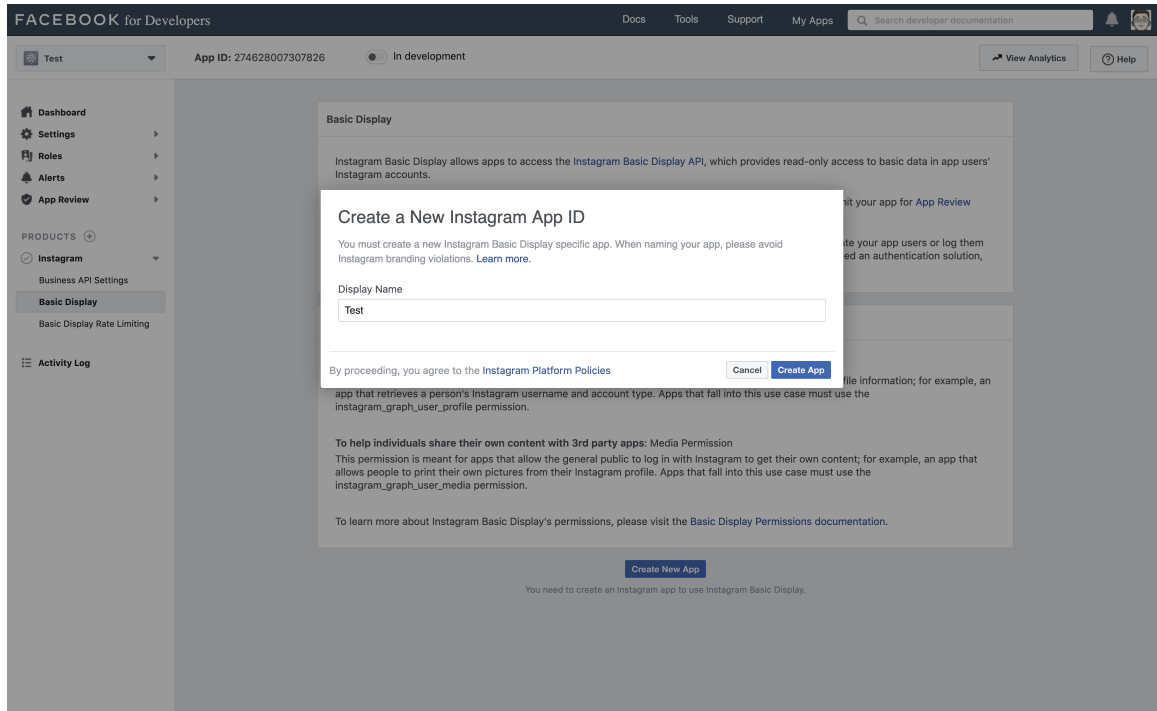 FACEBOOK for Developers
Docs Tools Support My Apps Search developer documentation
Test
App ID: 274628007307826
In development
View Analytics
Help
Dashboard
Settings
Roles
Alerts
App Review
PRODUCTS
Instagram
Business API Settings
Basic Display
Basic Display Rate Limiting
Activity Log
Basic Display
Instagram Basic Display allows apps to access the Instagram Basic Display API, which provides read-only access to basic data in app users'
Instagram accounts.
your app for App Review
your app users or log them
an authentication solution,
Create a New Instagram App ID
You must create a new Instagram Basic Display specific app. When naming your app, please avoid
Instagram branding violations. Learn more.
Display Name
Test
By proceeding, you agree to the Instagram Platform Policies
Cancel
Create App
information; for example, an
app that retrieves a person's Instagram username and account type. Apps that fall into this use case must use the
instagram_graph_user_profile permission.
To help individuals share their own content with 3rd party apps: Media Permission
This permission is meant for apps that allow the general public to log in with Instagram to get their own content; for example, an app that
allows people to print their own pictures from their Instagram profile. Apps that fall into this use case must use the
instagram_graph_user_media permission.
To learn more about Instagram Basic Display's permissions, please visit the Basic Display Permissions documentation.
Create New App
You need to create an Instagram app to use Instagram Basic Display.